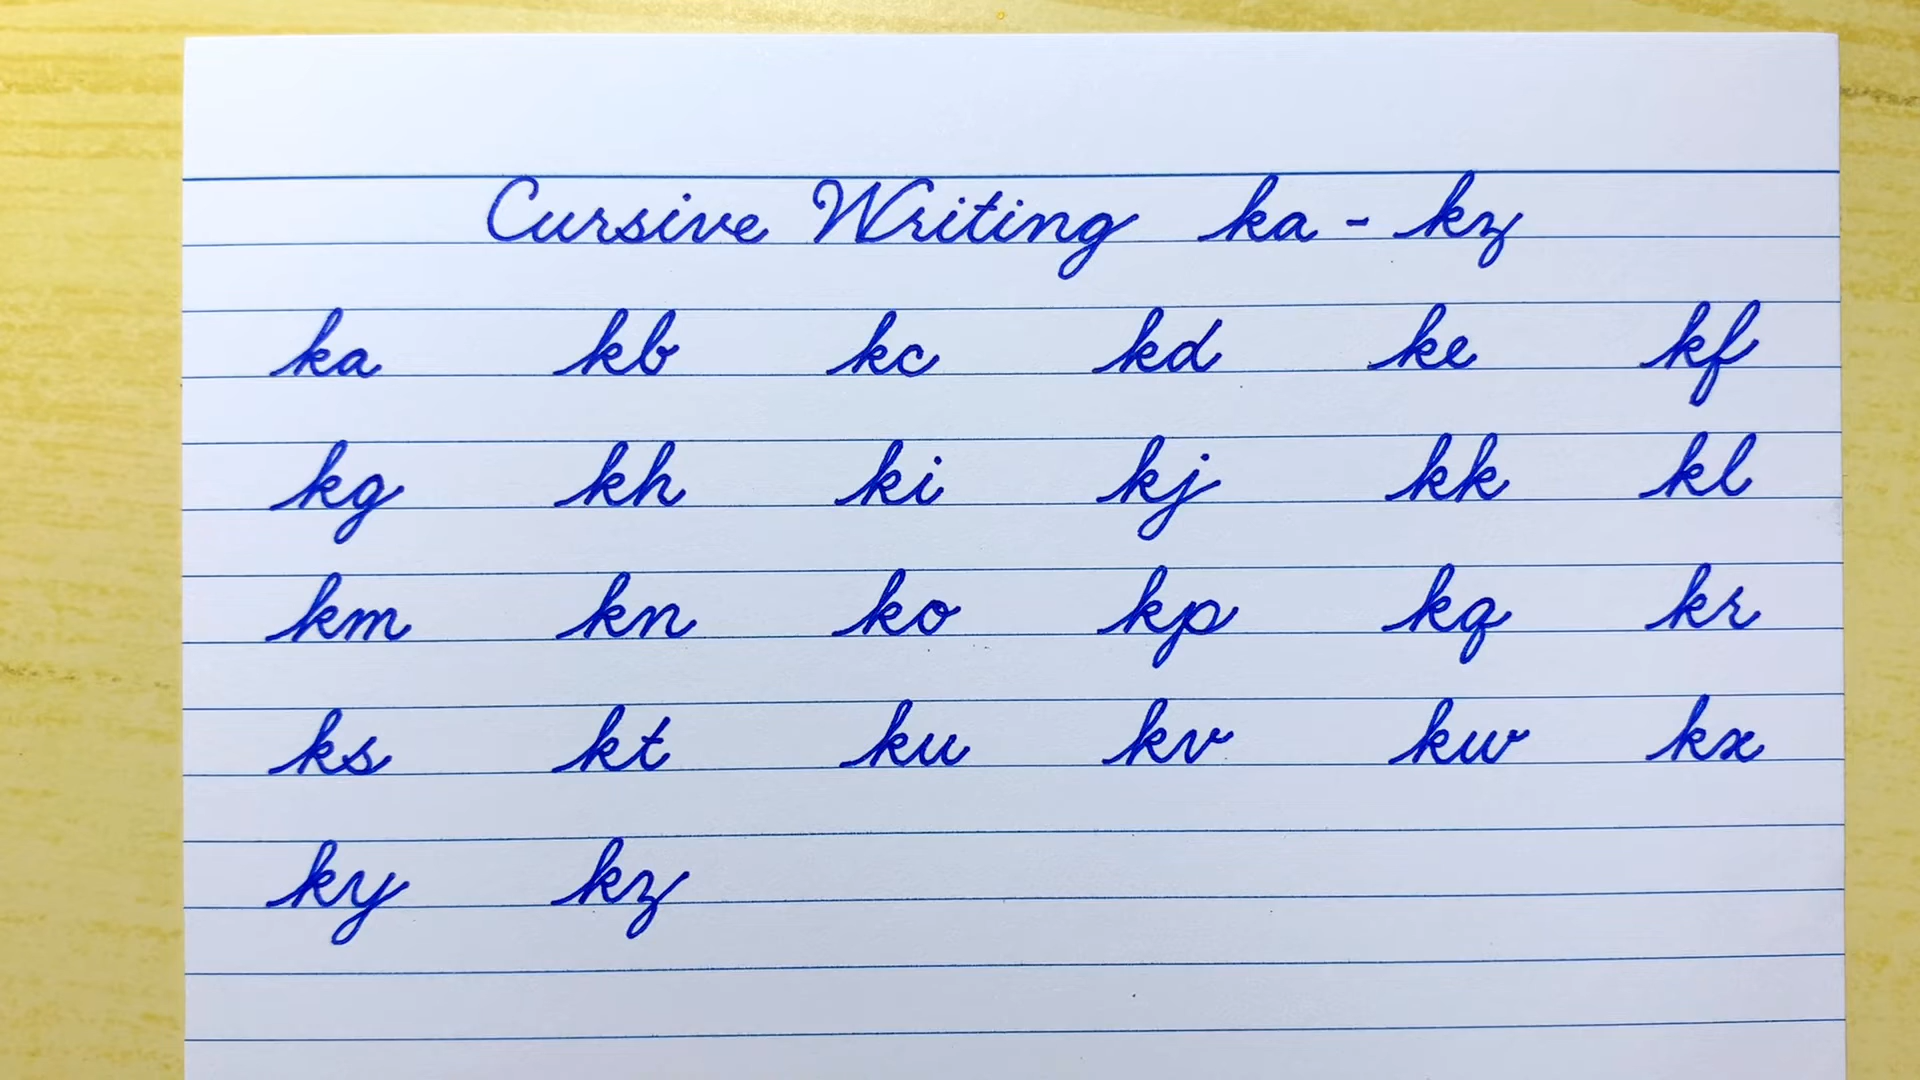 Cursive Writing ka - kz
ka kb kc kd ke kf
kg kh ki kj kk kl
km kn ko kp kq kr
ks kt ku kv kw kx
ky kz